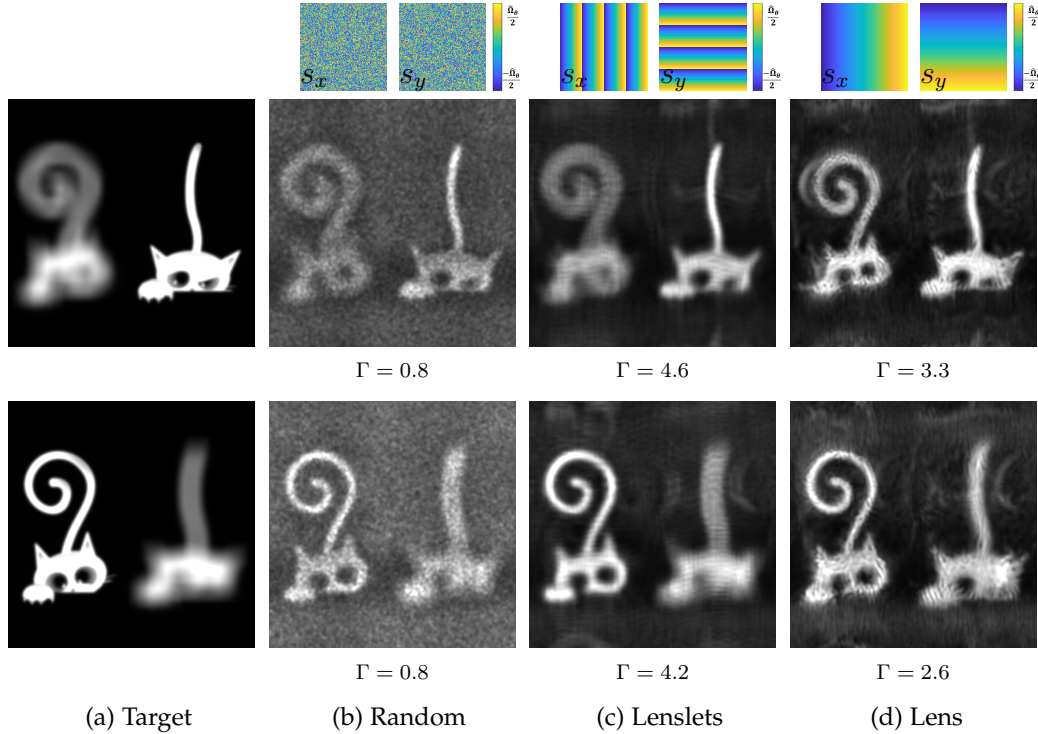 s_x s_y Ω̂_θ/2 −Ω̂_θ/2 s_x s_y Ω̂_θ/2 −Ω̂_θ/2 s_x s_y Ω̂_θ/2 −Ω̂_θ/2
Γ = 0.8 Γ = 4.6 Γ = 3.3
Γ = 0.8 Γ = 4.2 Γ = 2.6
(a) Target (b) Random (c) Lenslets (d) Lens